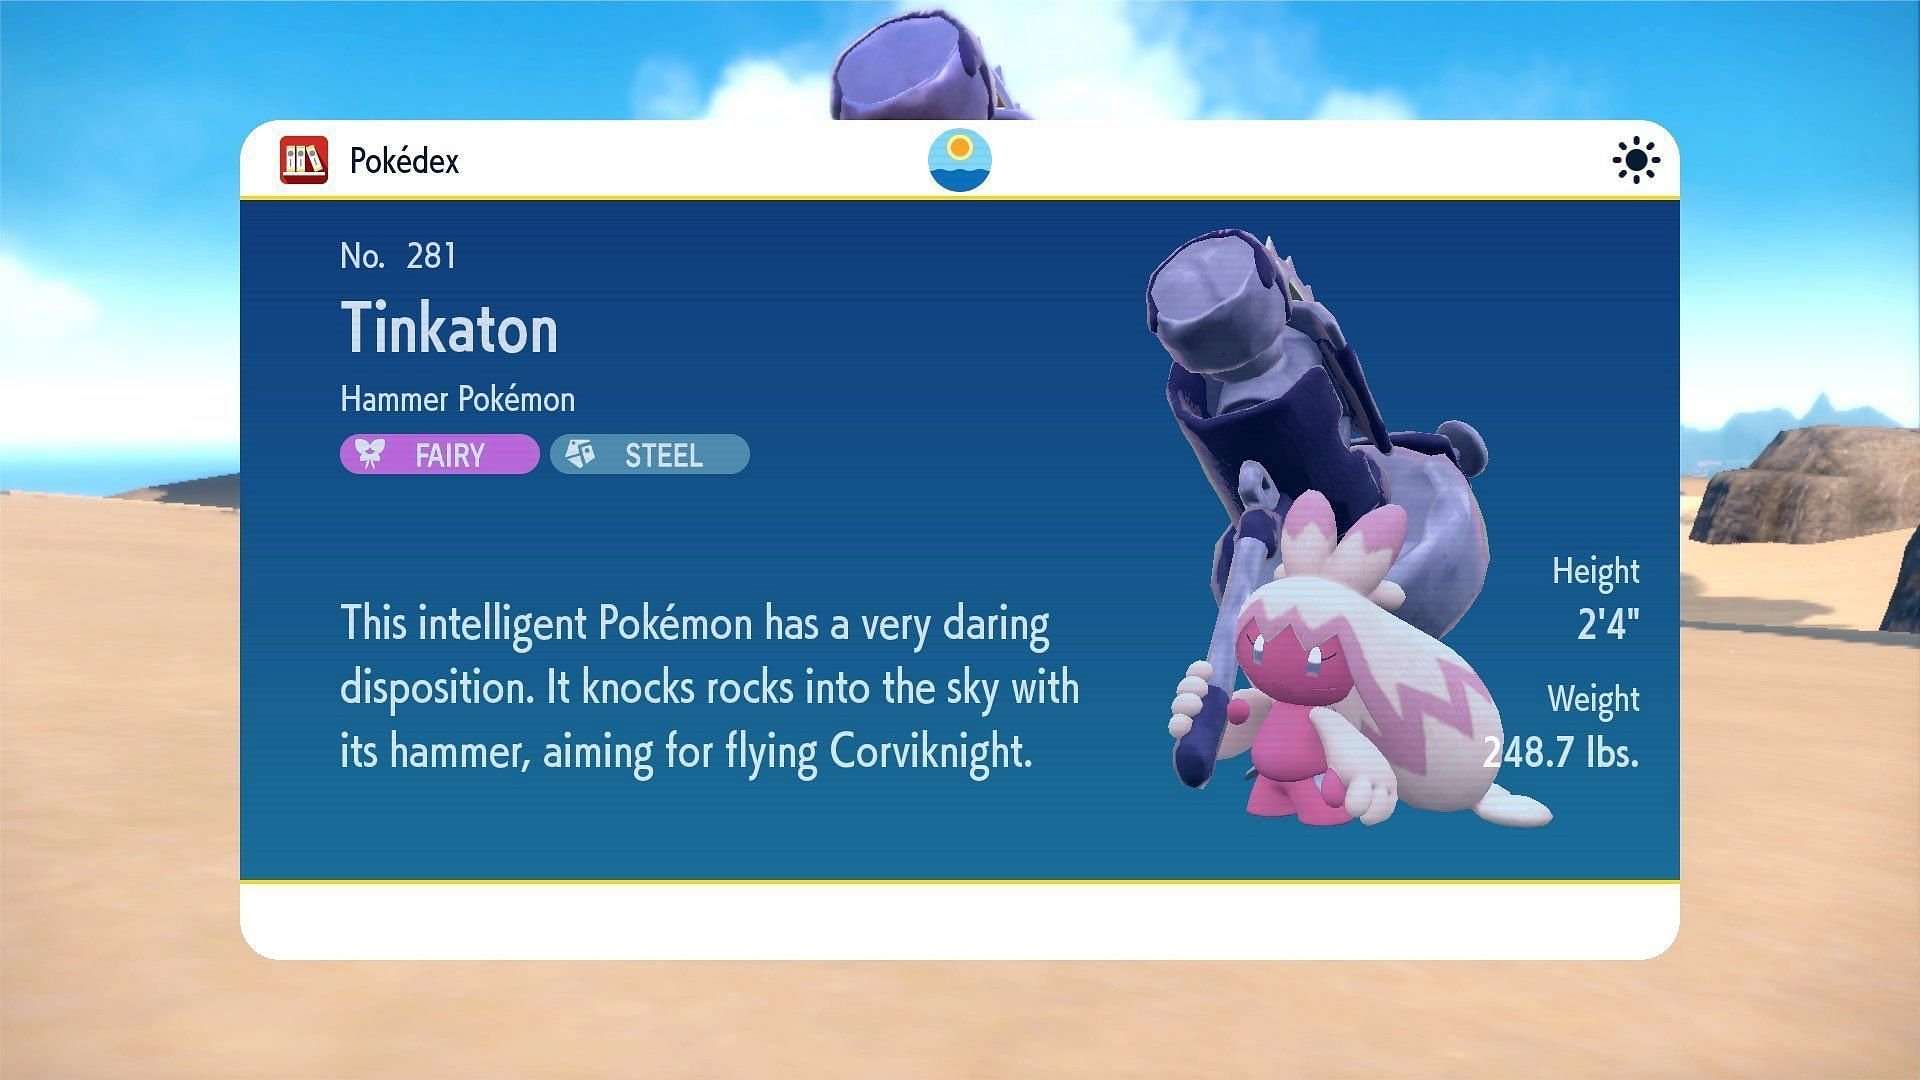 Pokédex
No. 281
Tinkaton
Hammer Pokémon
FAIRY STEEL
This intelligent Pokémon has a very daring
disposition. It knocks rocks into the sky with
its hammer, aiming for flying Corviknight.
Height
2'4"
Weight
248.7 lbs.